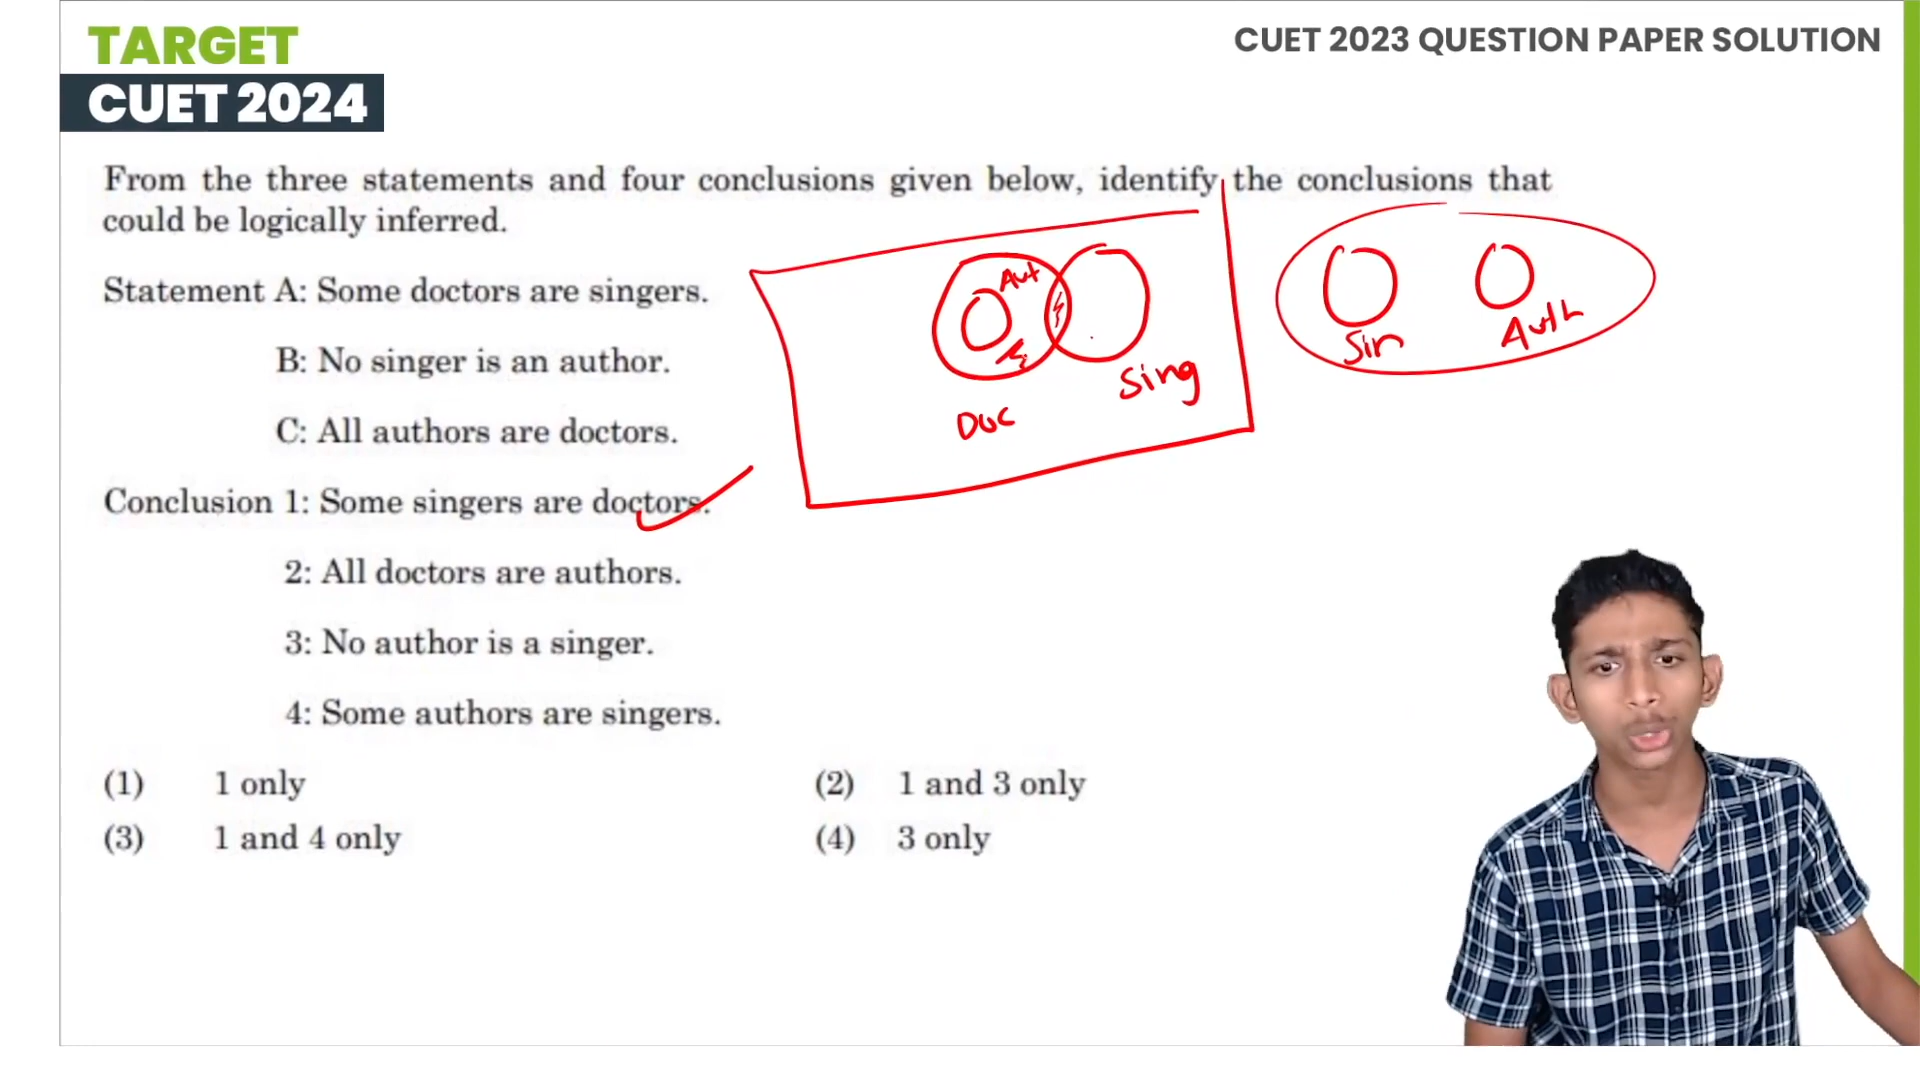 TARGET
CUET 2024
CUET 2023 QUESTION PAPER SOLUTION
From the three statements and four conclusions given below, identify the conclusions that
could be logically inferred.
Statement A: Some doctors are singers.
B: No singer is an author.
C: All authors are doctors.
Conclusion 1: Some singers are doctors.
2: All doctors are authors.
3: No author is a singer.
4: Some authors are singers.
(1) 1 only
(2) 1 and 3 only
(3) 1 and 4 only
(4) 3 only
Aut
Doc
Sing
Sin
Auth